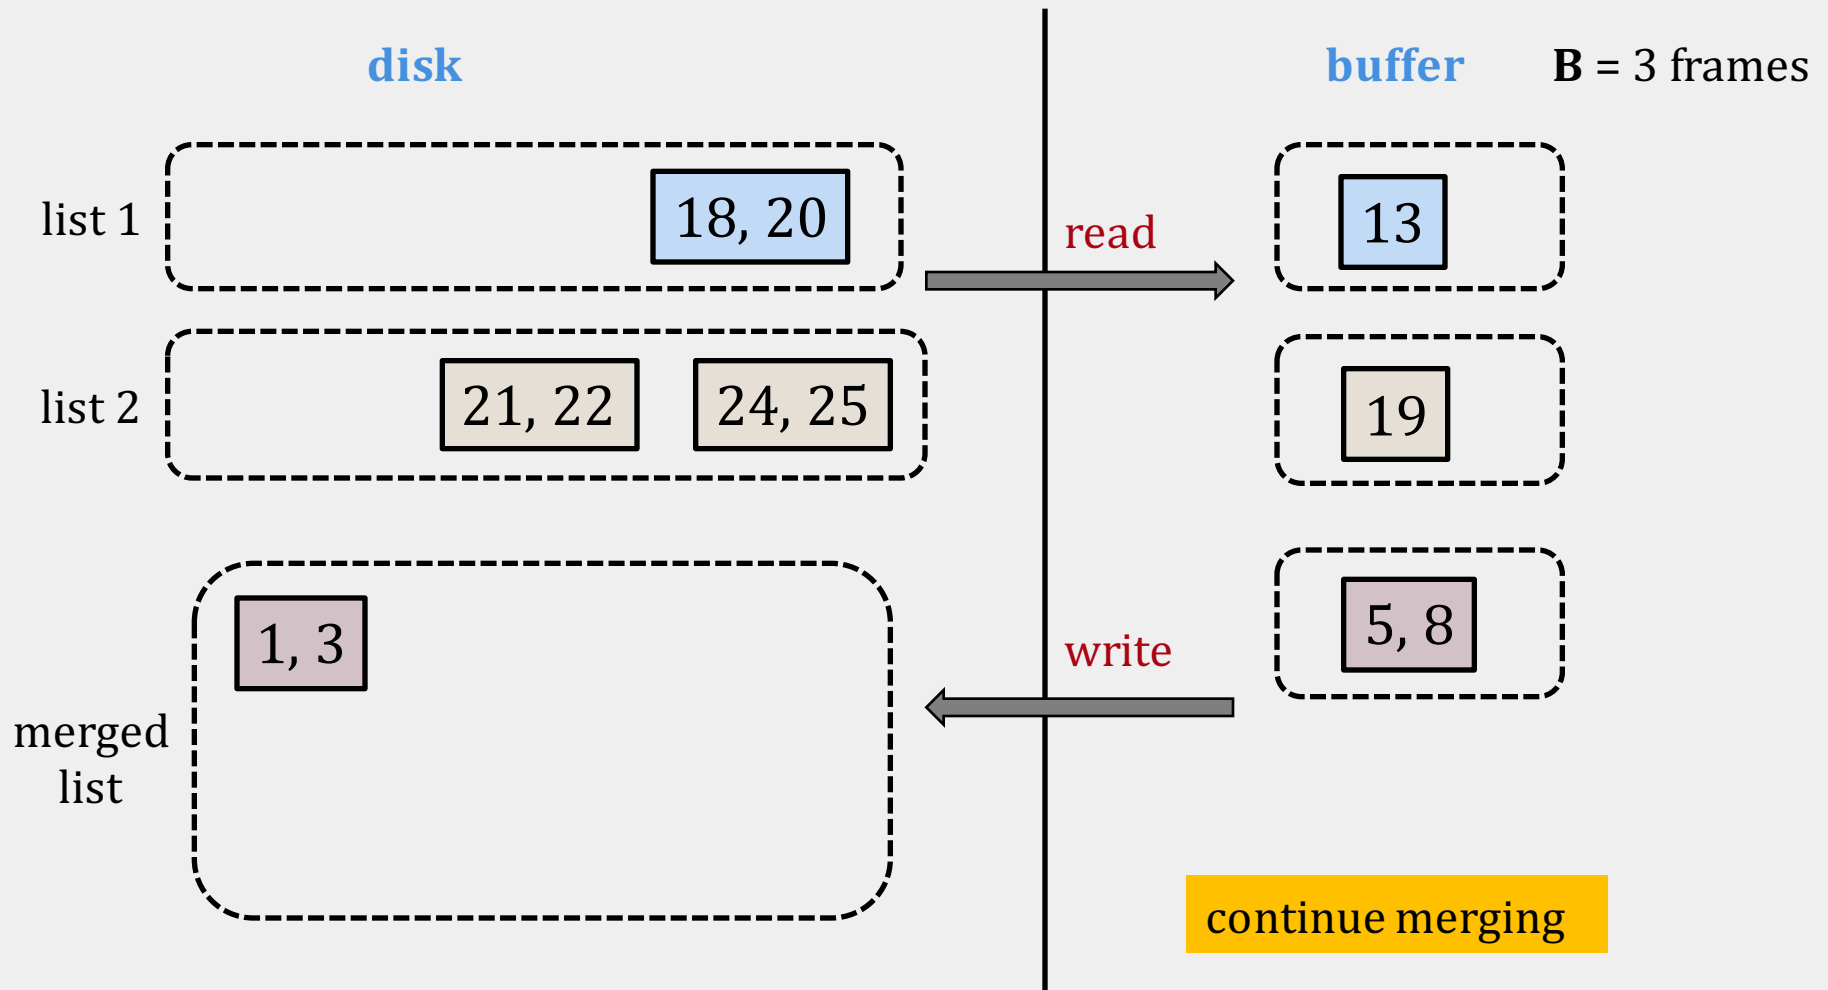 disk
buffer
B = 3 frames
list 1
18, 20
read
13
list 2
21, 22
24, 25
19
1, 3
5, 8
write
merged
list
continue merging